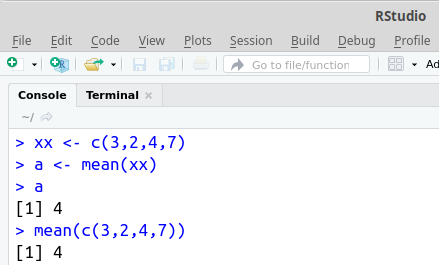 RStudio
File Edit Code View Plots Session Build Debug Profile
R Go to file/function Ad
Console Terminal ×
~/
> xx <- c(3,2,4,7)
> a <- mean(xx)
> a
[1] 4
> mean(c(3,2,4,7))
[1] 4